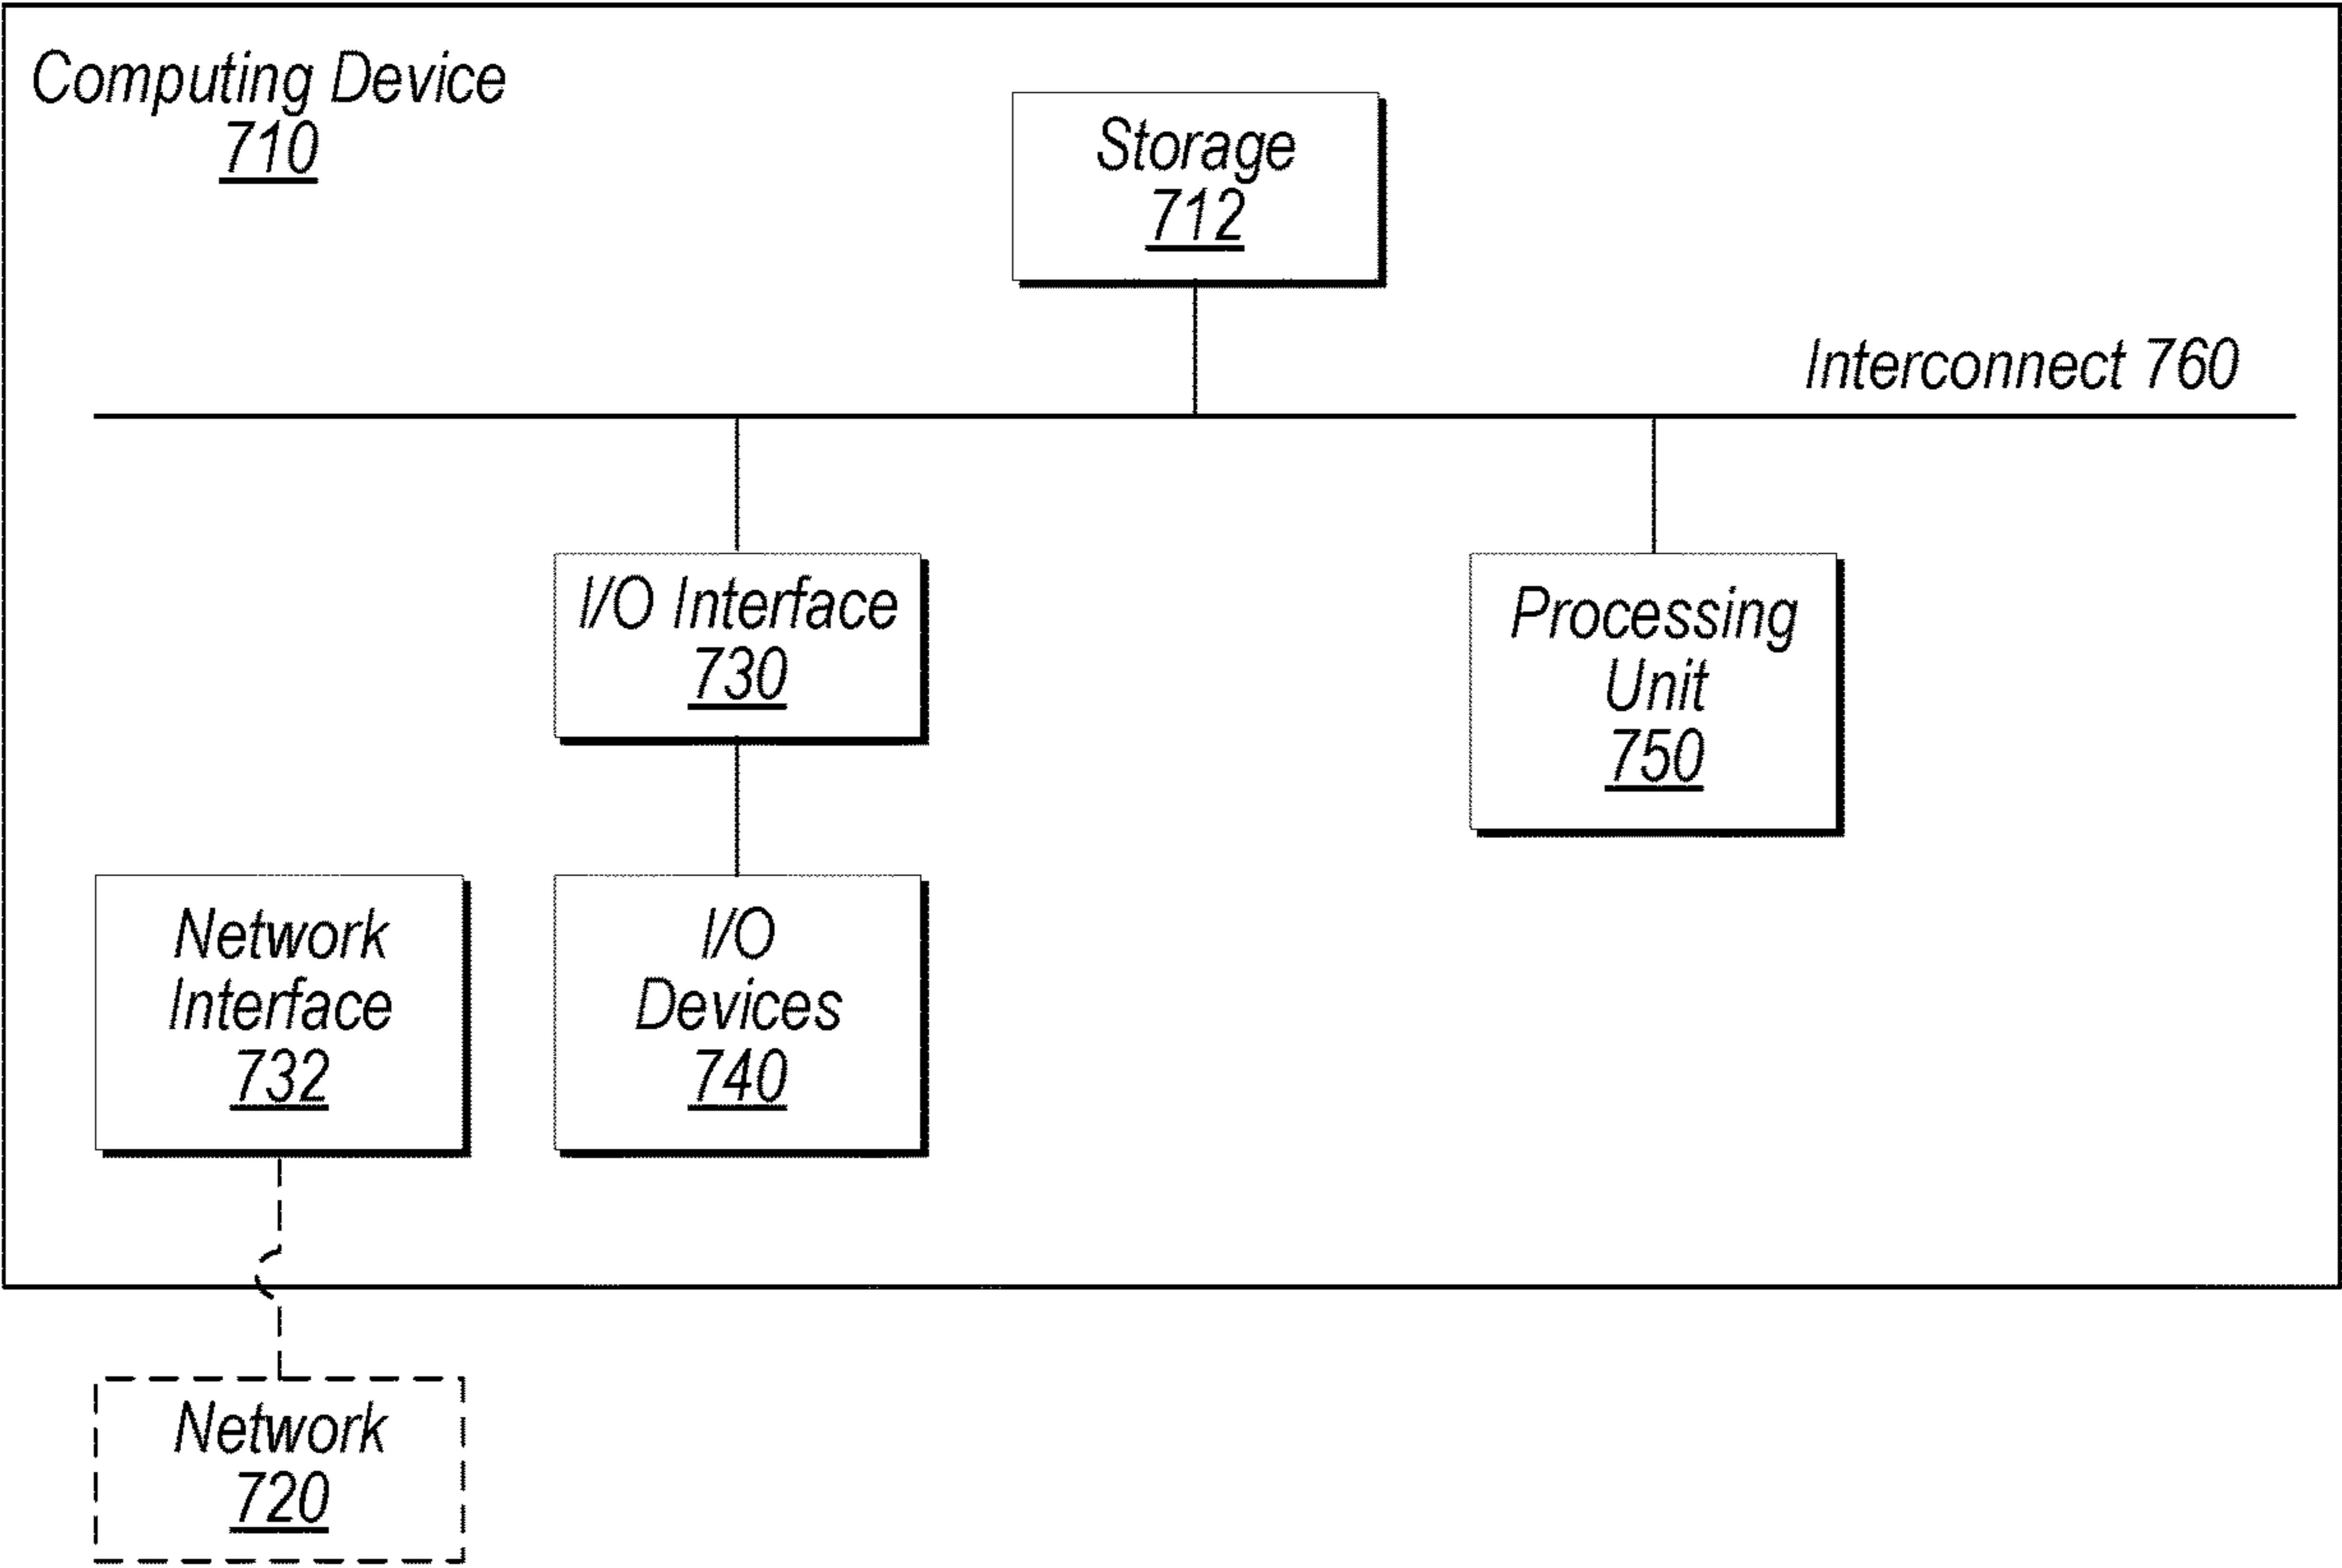 Computing Device
710
Storage
712
Interconnect 760
I/O Interface
730
Processing
Unit
750
Network
Interface
732
I/O
Devices
740
Network
720